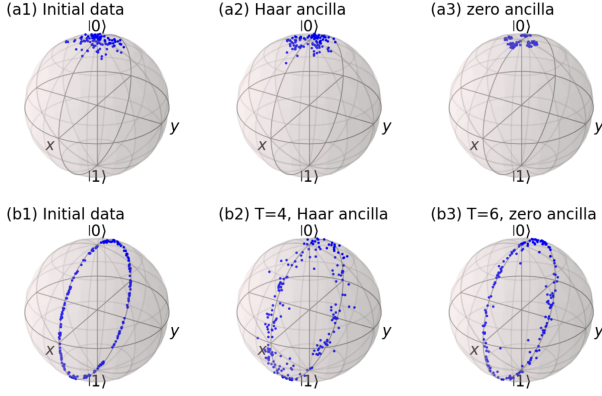 (a1) Initial data
(a2) Haar ancilla
(a3) zero ancilla
|0⟩
|0⟩
|0⟩
y
y
y
x
x
x
|1⟩
|1⟩
|1⟩
(b1) Initial data
(b2) T=4, Haar ancilla
(b3) T=6, zero ancilla
|0⟩
|0⟩
|0⟩
y
y
y
x
x
x
|1⟩
|1⟩
|1⟩